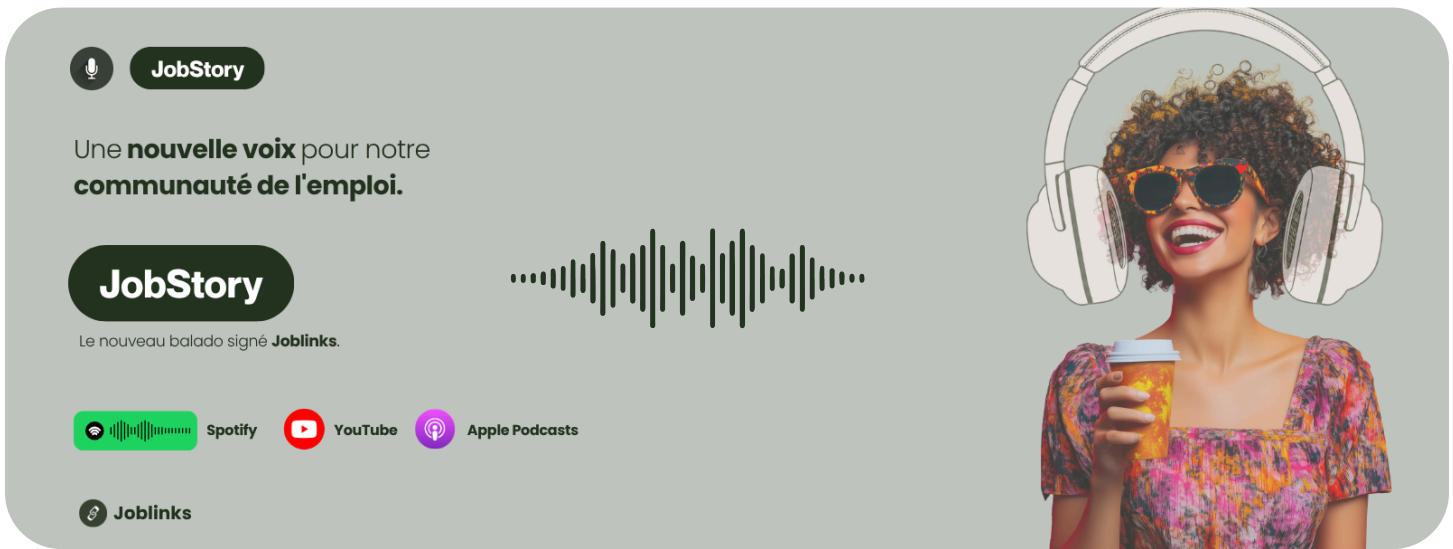 JobStory
Une nouvelle voix pour notre
communauté de l'emploi.
JobStory
Le nouveau balado signé Joblinks.
Spotify YouTube Apple Podcasts
Joblinks